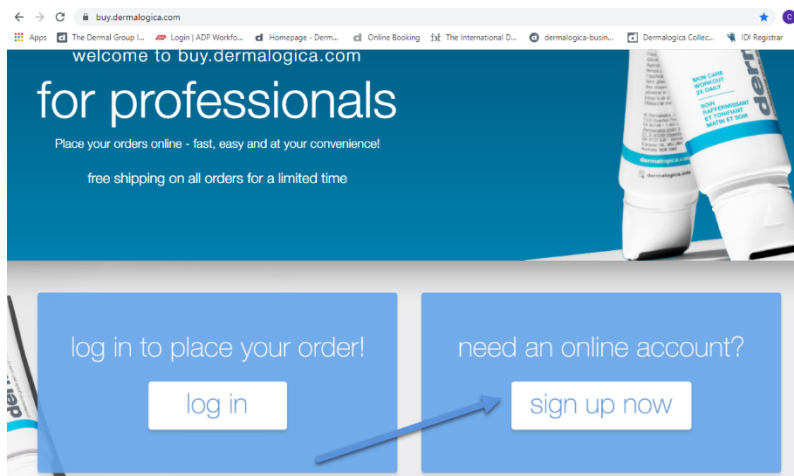 buy.dermalogica.com
Apps The Dermal Group I... Login | ADP Workfo... Homepage - Derm... Online Booking The International D... dermalogica-busin... Dermalogica Collec... IDI Registrar
welcome to buy.dermalogica.com
for professionals
Place your orders online - fast, easy and at your convenience!
free shipping on all orders for a limited time
SKIN CARE
WORKOUT
2X DAILY
SOIN
RAFFERMISSANT
ET TONIFIANT
MATIN ET SOIR
derm
dermalogica.com
log in to place your order!
log in
need an online account?
sign up now